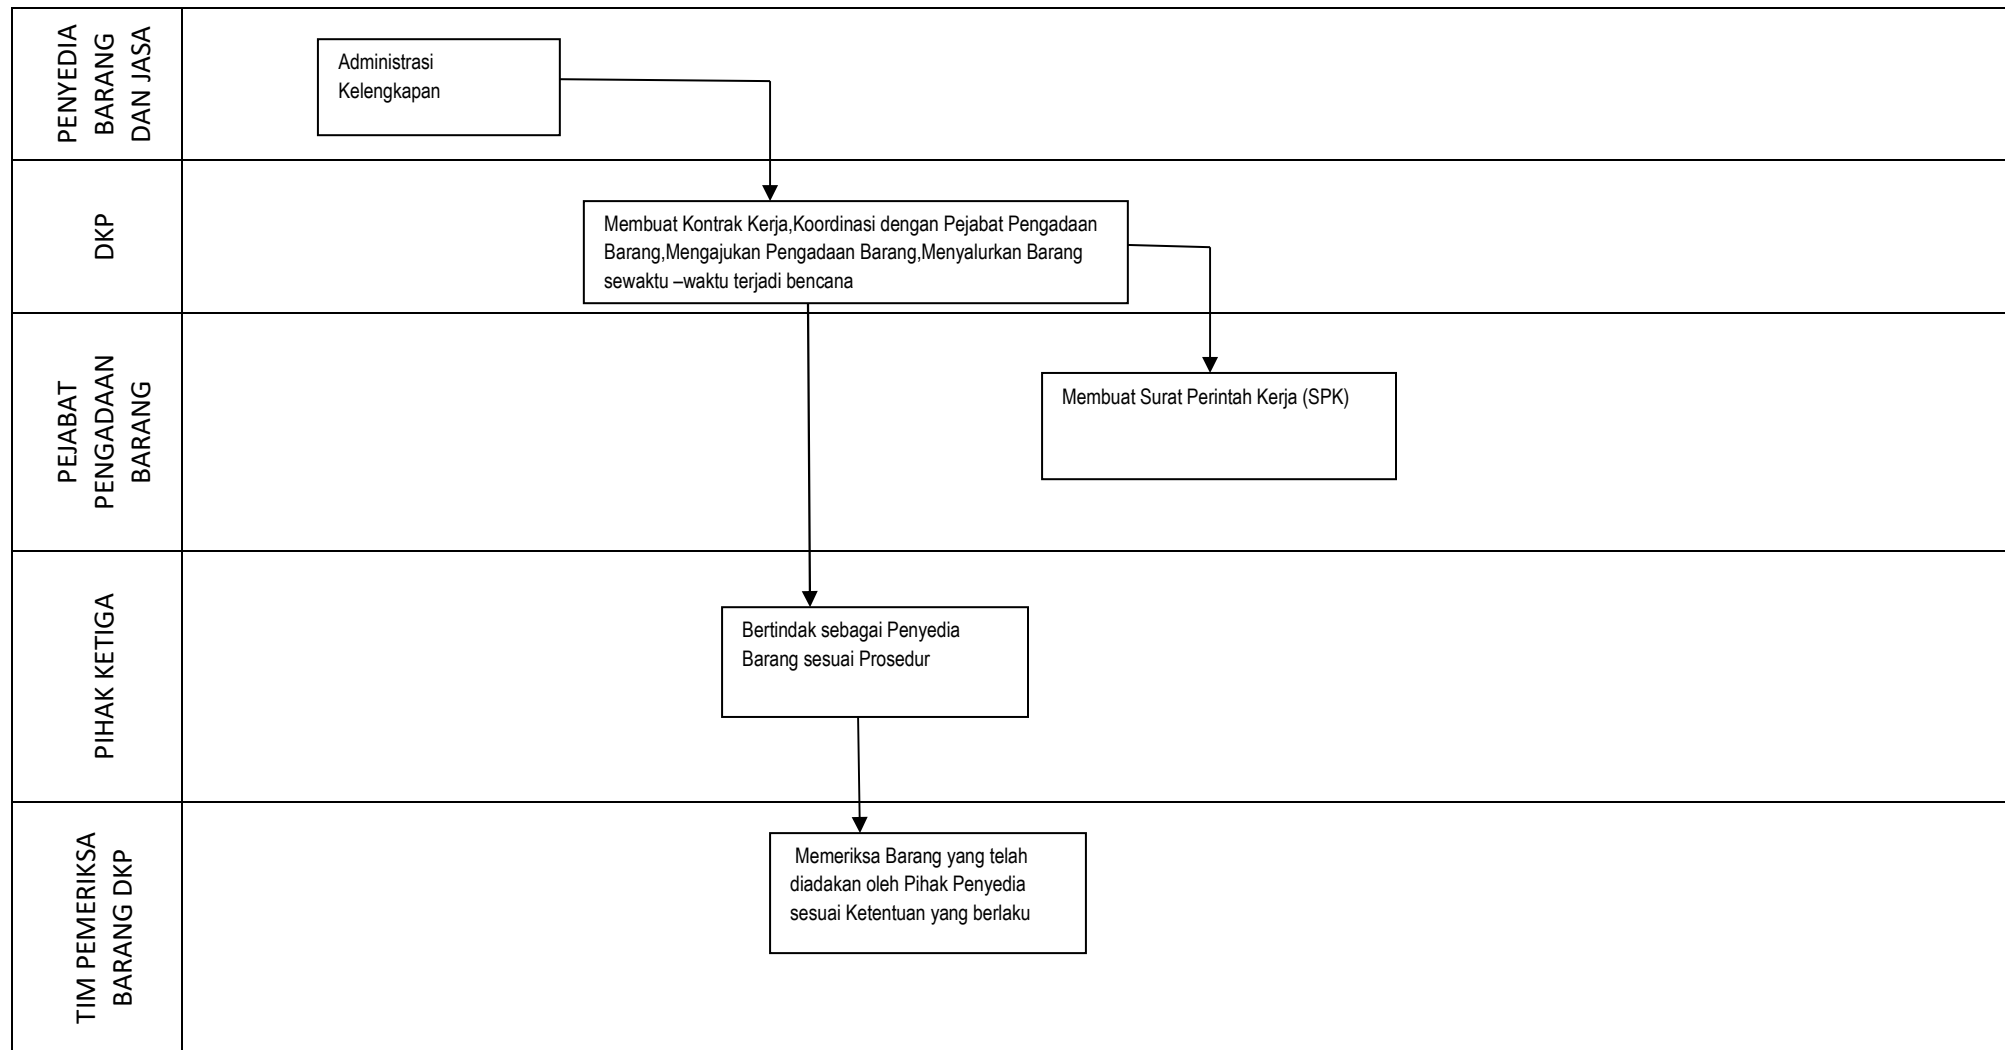 PENYEDIA
BARANG
DAN JASA
Administrasi
Kelengkapan
DKP
Membuat Kontrak Kerja,Koordinasi dengan Pejabat Pengadaan
Barang,Mengajukan Pengadaan Barang,Menyalurkan Barang
sewaktu –waktu terjadi bencana
PEJABAT
PENGADAAN
BARANG
Membuat Surat Perintah Kerja (SPK)
PIHAK KETIGA
Bertindak sebagai Penyedia
Barang sesuai Prosedur
TIM PEMERIKSA
BARANG DKP
Memeriksa Barang yang telah
diadakan oleh Pihak Penyedia
sesuai Ketentuan yang berlaku